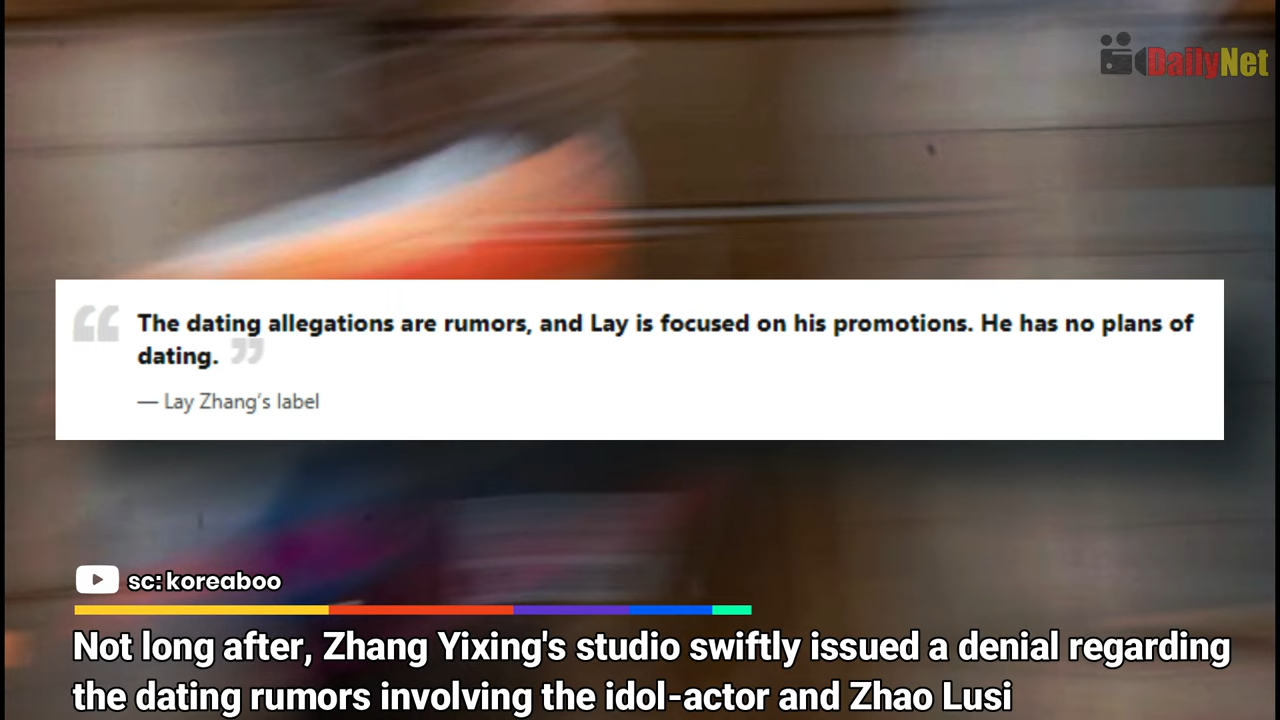 DailyNet
“ The dating allegations are rumors, and Lay is focused on his promotions. He has no plans of
dating. ”
— Lay Zhang’s label
sc: koreaboo
Not long after, Zhang Yixing's studio swiftly issued a denial regarding
the dating rumors involving the idol-actor and Zhao Lusi